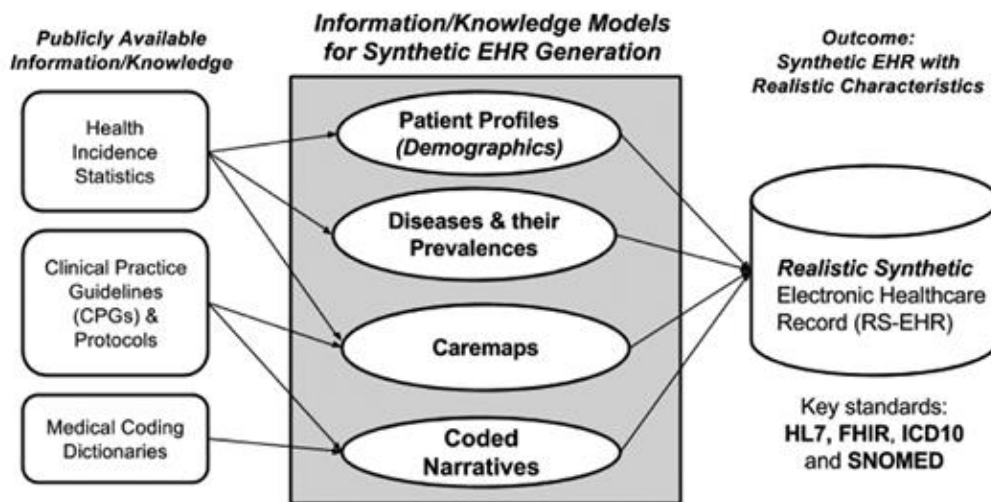 Publicly Available
Information/Knowledge
Health
Incidence
Statistics
Clinical Practice
Guidelines
(CPGs) &
Protocols
Medical Coding
Dictionaries
Information/Knowledge Models
for Synthetic EHR Generation
Patient Profiles
(Demographics)
Diseases & their
Prevalences
Caremaps
Coded
Narratives
Outcome:
Synthetic EHR with
Realistic Characteristics
Realistic Synthetic
Electronic Healthcare
Record (RS-EHR)
Key standards:
HL7, FHIR, ICD10
and SNOMED